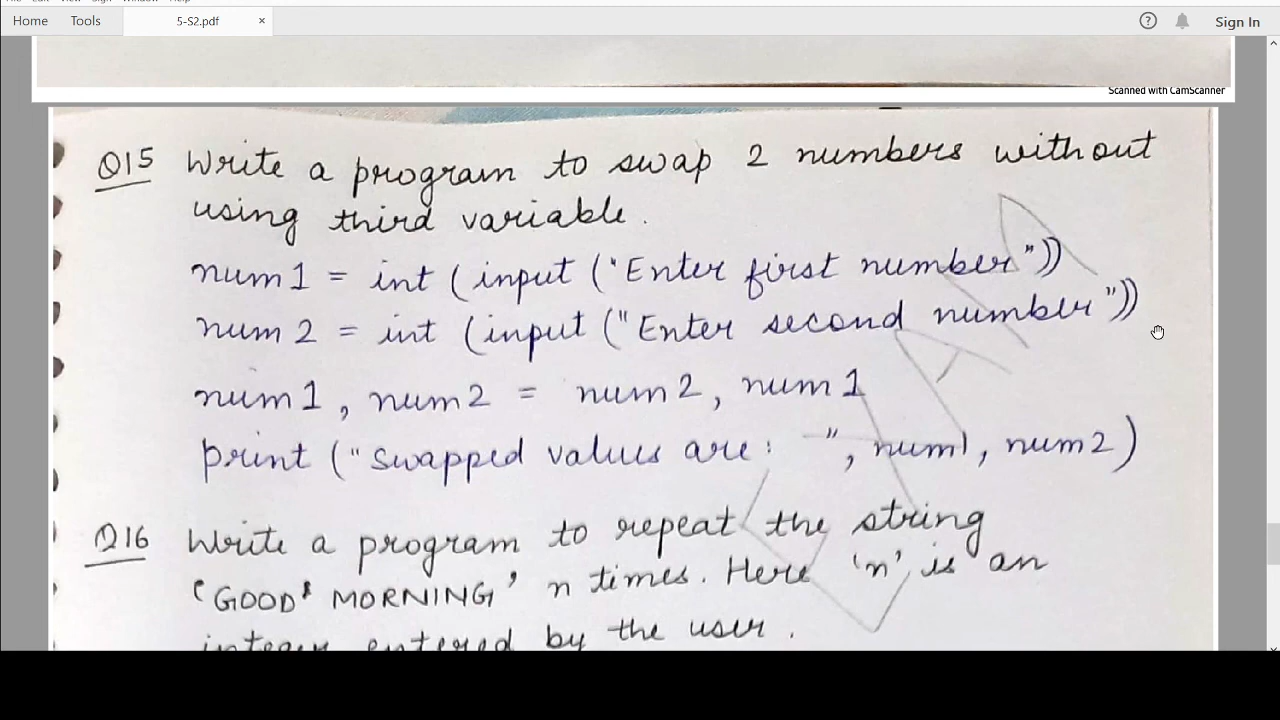 Home Tools 5-S2.pdf × ? Sign In
Scanned with CamScanner
Q15 Write a program to swap 2 numbers without
using third variable.
num1 = int (input ("Enter first number"))
num2 = int (input ("Enter second number"))
num1, num2 = num2, num1
print ("Swapped values are: ", num1, num2)
Q16 Write a program to repeat the string
'GOOD MORNING' n times. Here 'n' is an
integer entered by the user.